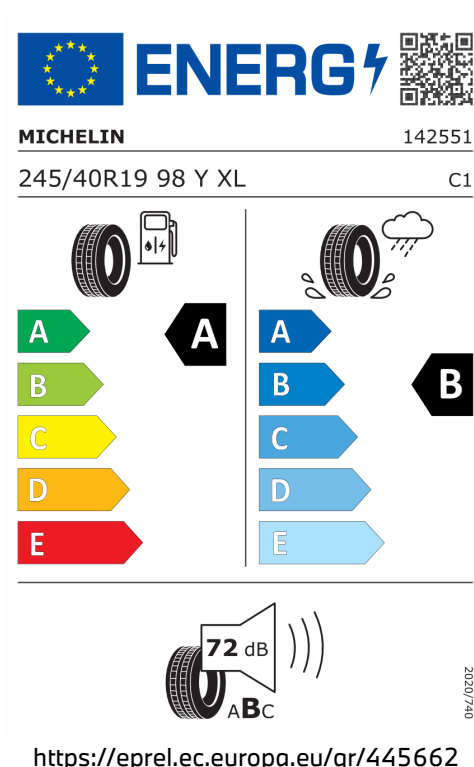 ENERG
MICHELIN 142551
245/40R19 98 Y XL C1
A A A
B B B
C C
D D
E E
72 dB
ABC
2020/740
https://eprel.ec.europa.eu/qr/445662